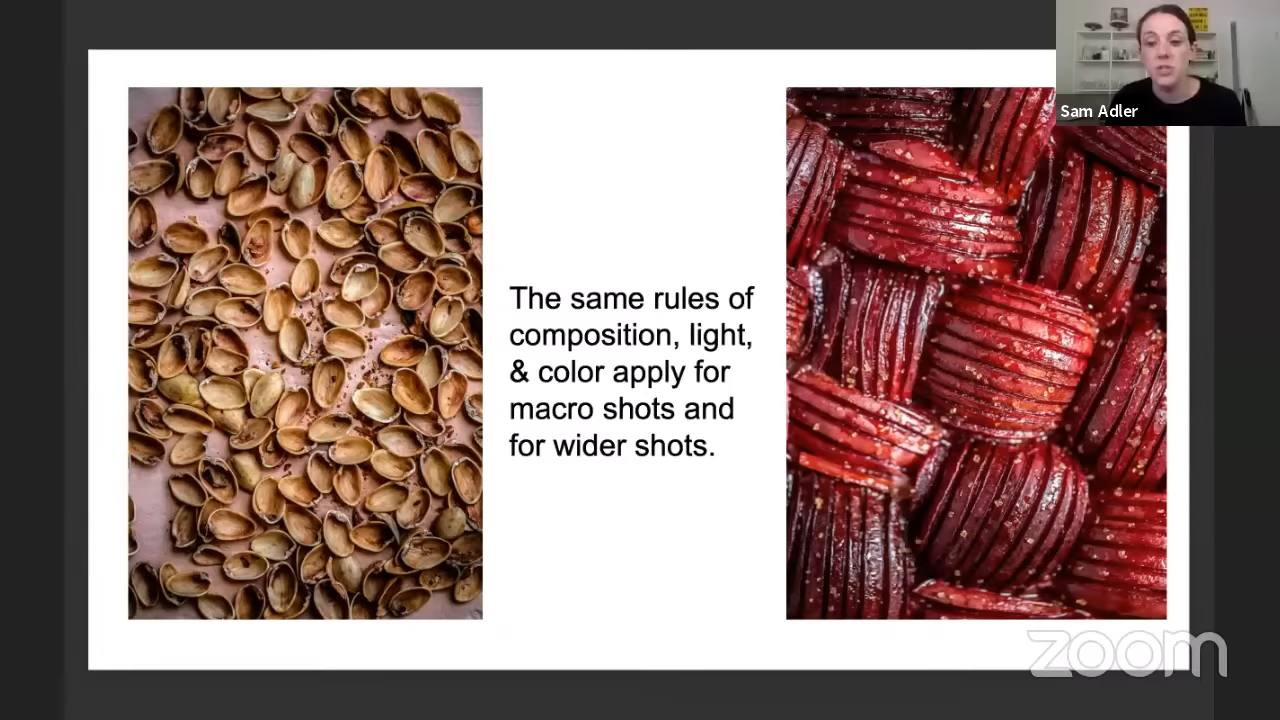 Sam Adler
The same rules of
composition, light,
& color apply for
macro shots and
for wider shots.
zoom